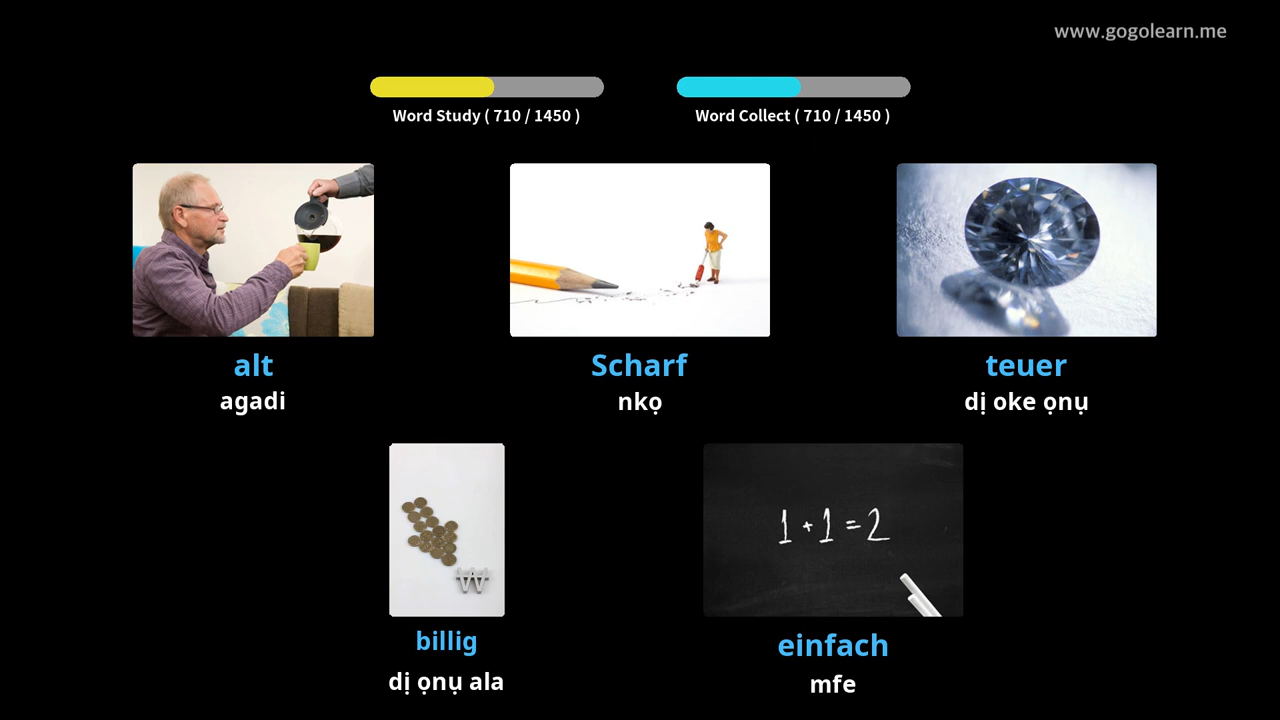 www.gogolearn.me
Word Study ( 710 / 1450 )
Word Collect ( 710 / 1450 )
alt
agadi
Scharf
nkọ
teuer
dị oke ọnụ
1 + 1 = 2
₩
billig
dị ọnụ ala
einfach
mfe